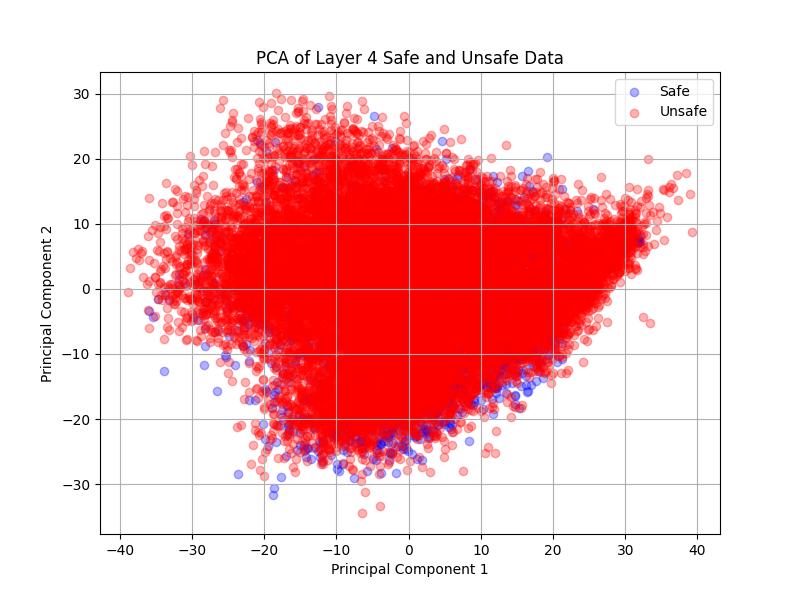 PCA of Layer 4 Safe and Unsafe Data
Safe
Unsafe
30
20
10
0
−10
−20
−30
Principal Component 2
−40 −30 −20 −10 0 10 20 30 40
Principal Component 1